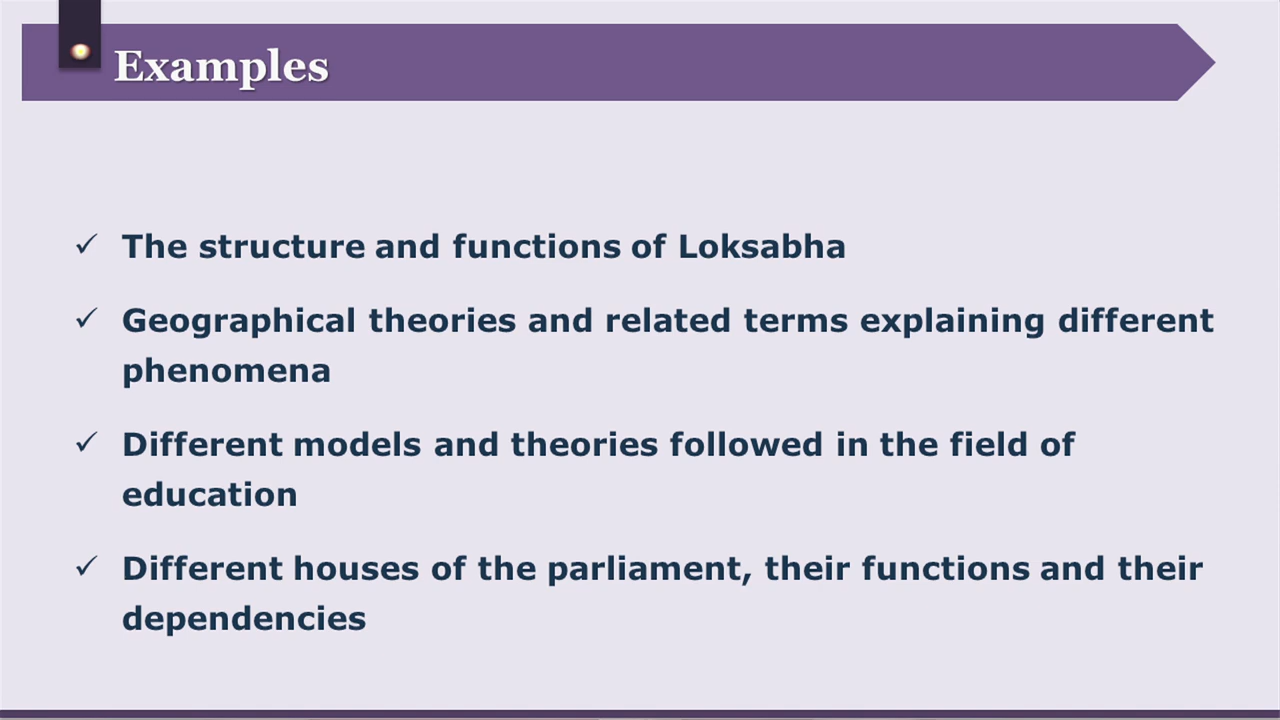 Examples
✓ The structure and functions of Loksabha
✓ Geographical theories and related terms explaining different
phenomena
✓ Different models and theories followed in the field of
education
✓ Different houses of the parliament, their functions and their
dependencies